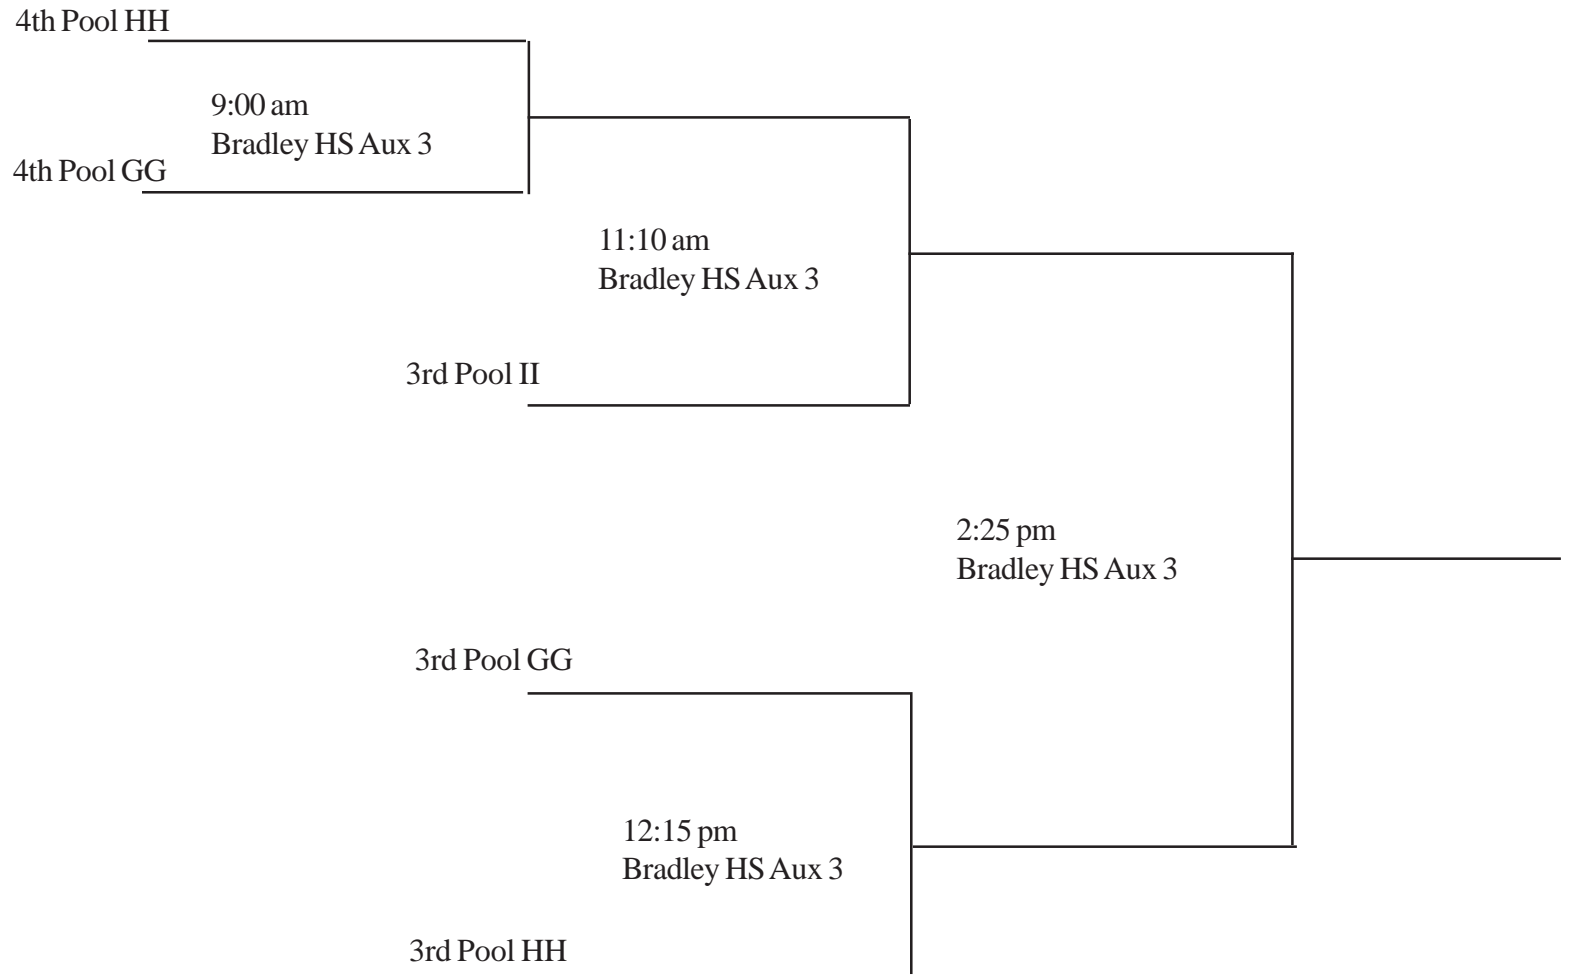 4th Pool HH
9:00 am
Bradley HS Aux 3
4th Pool GG
11:10 am
Bradley HS Aux 3
3rd Pool II
2:25 pm
Bradley HS Aux 3
3rd Pool GG
12:15 pm
Bradley HS Aux 3
3rd Pool HH